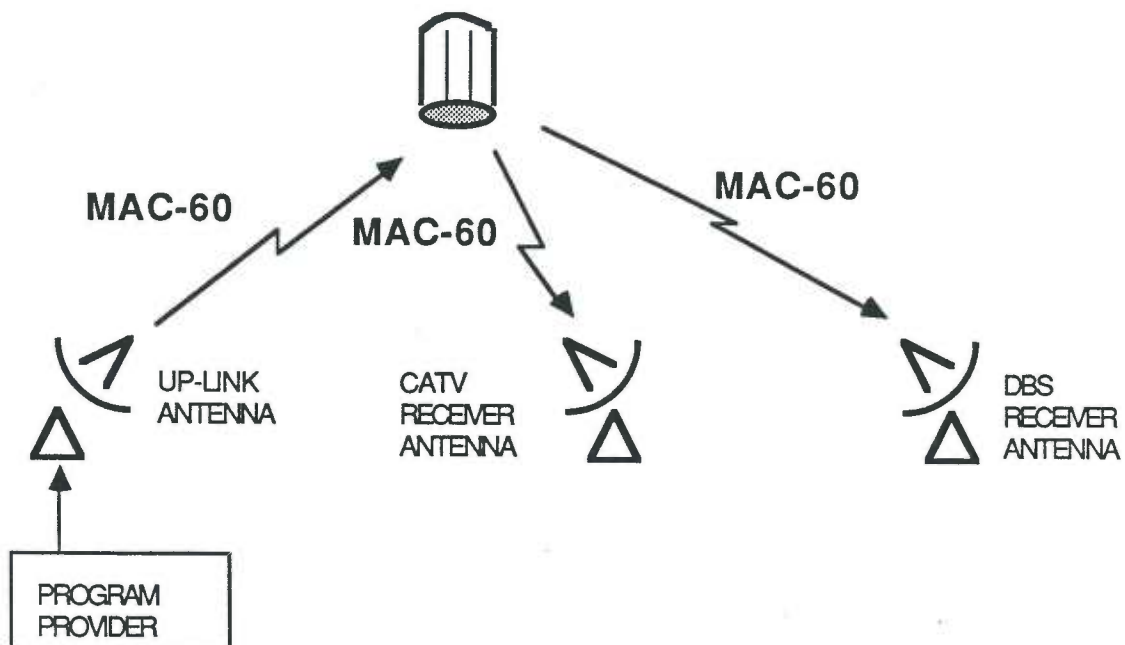 MAC-60
MAC-60
MAC-60
UP-LINK
ANTENNA
CATV
RECEIVER
ANTENNA
DBS
RECEIVER
ANTENNA
PROGRAM
PROVIDER